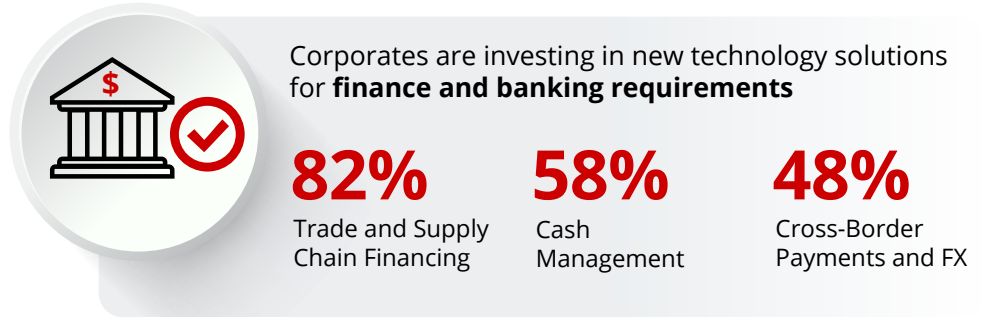 $
Corporates are investing in new technology solutions
for finance and banking requirements
82%
Trade and Supply
Chain Financing
58%
Cash
Management
48%
Cross-Border
Payments and FX